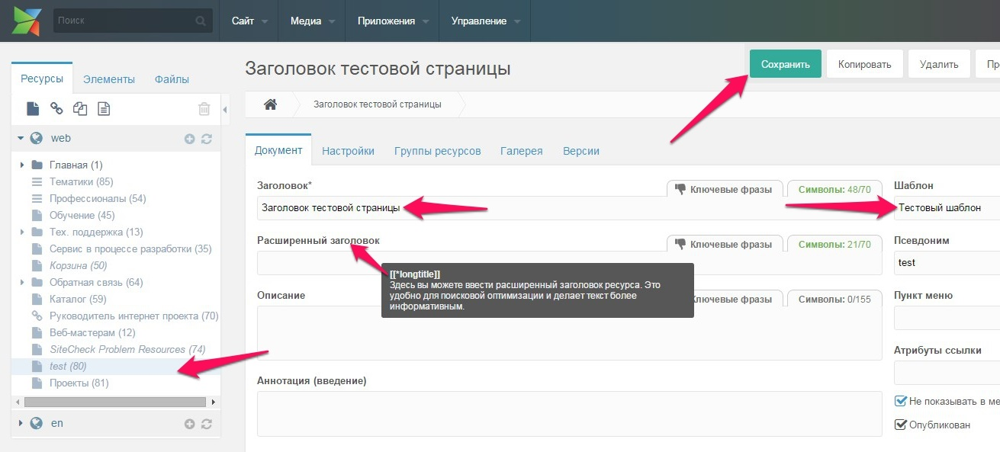 Поиск
Сайт
Медиа
Приложения
Управление
Ресурсы
Элементы
Файлы
web
Главная (1)
Тематики (85)
Профессионалы (54)
Обучение (45)
Тех. поддержка (13)
Сервис в процессе разработки (35)
Корзина (50)
Обратная связь (64)
Каталог (59)
Руководитель интернет проекта (70)
Веб-мастерам (12)
SiteCheck Problem Resources (74)
test (80)
Проекты (81)
en
Заголовок тестовой страницы
Сохранить
Копировать
Удалить
Заголовок тестовой страницы
Документ
Настройки
Группы ресурсов
Галерея
Версии
Заголовок*
Ключевые фразы
Символы: 48/70
Заголовок тестовой страницы
Расширенный заголовок
Ключевые фразы
Символы: 21/70
[[*longtitle]]
Здесь вы можете ввести расширенный заголовок ресурса. Это
удобно для поисковой оптимизации и делает текст более
информативным.
Описание
Ключевые фразы
Символы: 0/155
Аннотация (введение)
Шаблон
Тестовый шаблон
Псевдоним
test
Пункт меню
Атрибуты ссылки
Не показывать в ме
Опубликован